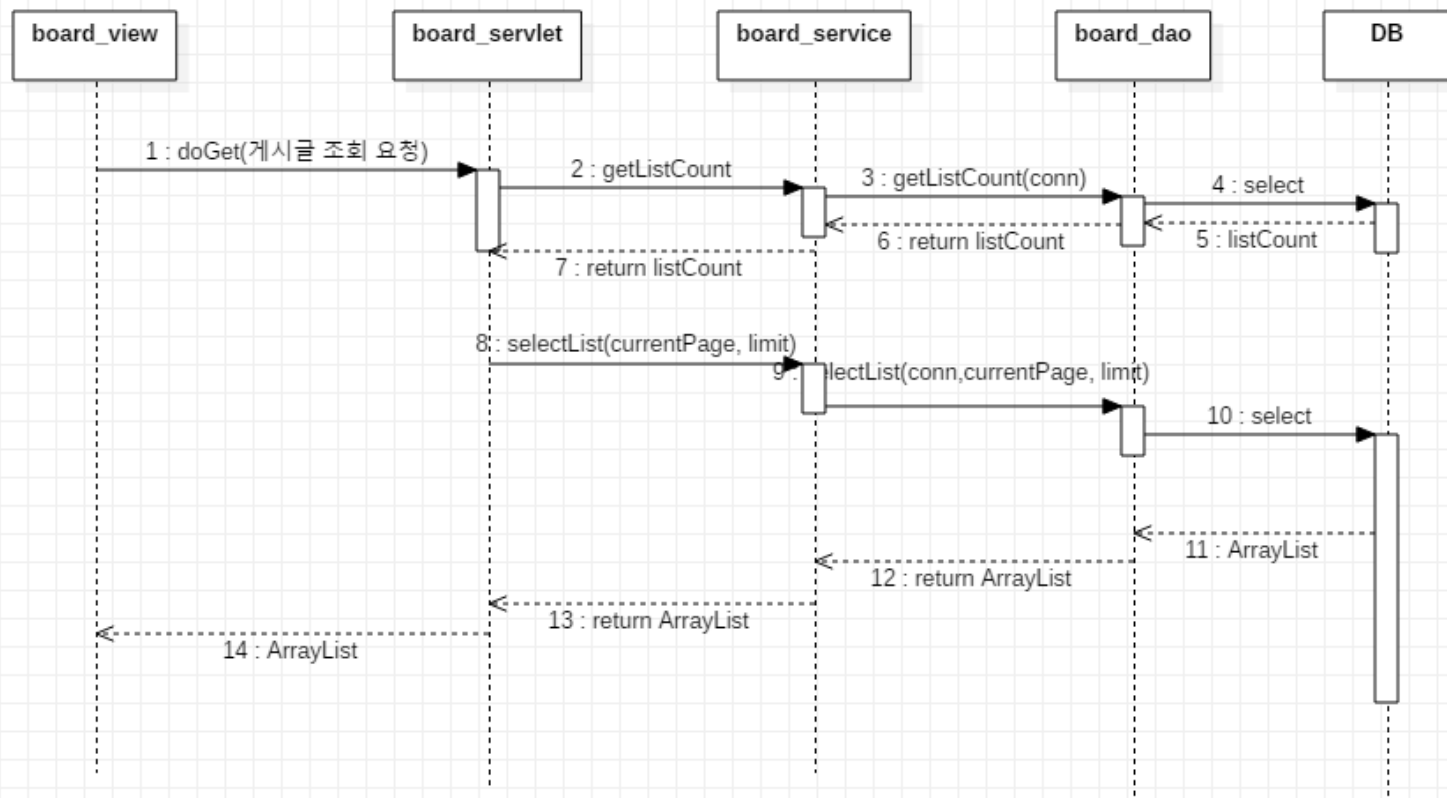 board_view
board_servlet
board_service
board_dao
DB
1 : doGet(게시글 조회 요청)
2 : getListCount
3 : getListCount(conn)
4 : select
5 : listCount
6 : return listCount
7 : return listCount
8 : selectList(currentPage, limit)
9 : lectList(conn,currentPage, limit)
10 : select
11 : ArrayList
12 : return ArrayList
13 : return ArrayList
14 : ArrayList